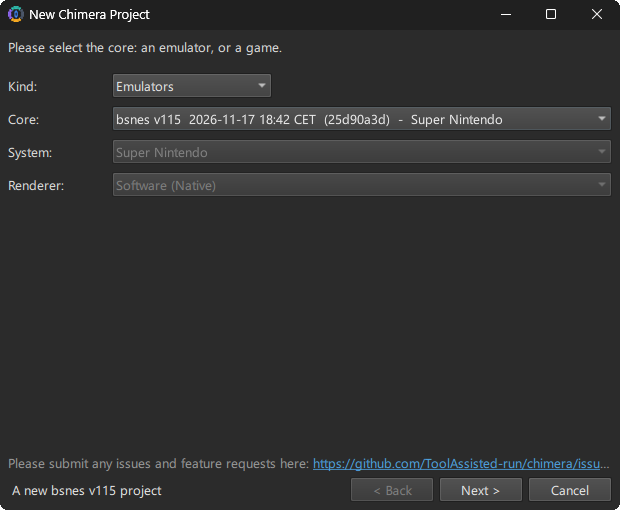 New Chimera Project
Please select the core: an emulator, or a game.
Kind: Emulators
Core: bsnes v115 2026-11-17 18:42 CET (25d90a3d) - Super Nintendo
System: Super Nintendo
Renderer: Software (Native)
Please submit any issues and feature requests here: https://github.com/ToolAssisted-run/chimera/issu...
A new bsnes v115 project < Back Next > Cancel